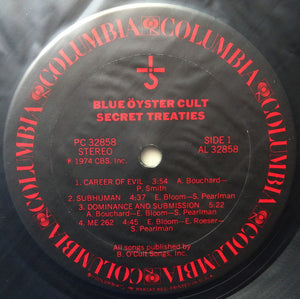 COLUMBIA COLUMBIA COLUMBIA COLUMBIA COLUMBIA COLUMBIA
BLUE ÖYSTER CULT
SECRET TREATIES
PC 32858
STEREO
℗ 1974 CBS, Inc.
SIDE 1
AL 32858
1. CAREER OF EVIL 3:54 A. Bouchard—
P. Smith
2. SUBHUMAN 4:37 E. Bloom—S. Pearlman
3. DOMINANCE AND SUBMISSION 5:22
A. Bouchard—E. Bloom—S. Pearlman
4. ME 262 4:45 E. Bloom—E. Roeser—
S. Pearlman
All songs published by
B. O'Cult Songs, Inc.